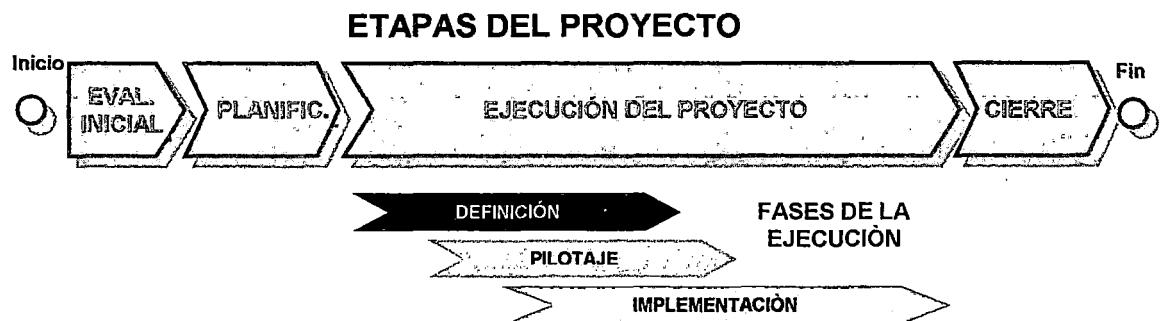 ETAPAS DEL PROYECTO
Inicio
EVAL.
INICIAL
PLANIFIC.
EJECUCIÓN DEL PROYECTO
CIERRE
Fin
DEFINICIÓN
FASES DE LA
EJECUCIÒN
PILOTAJE
IMPLEMENTACIÒN